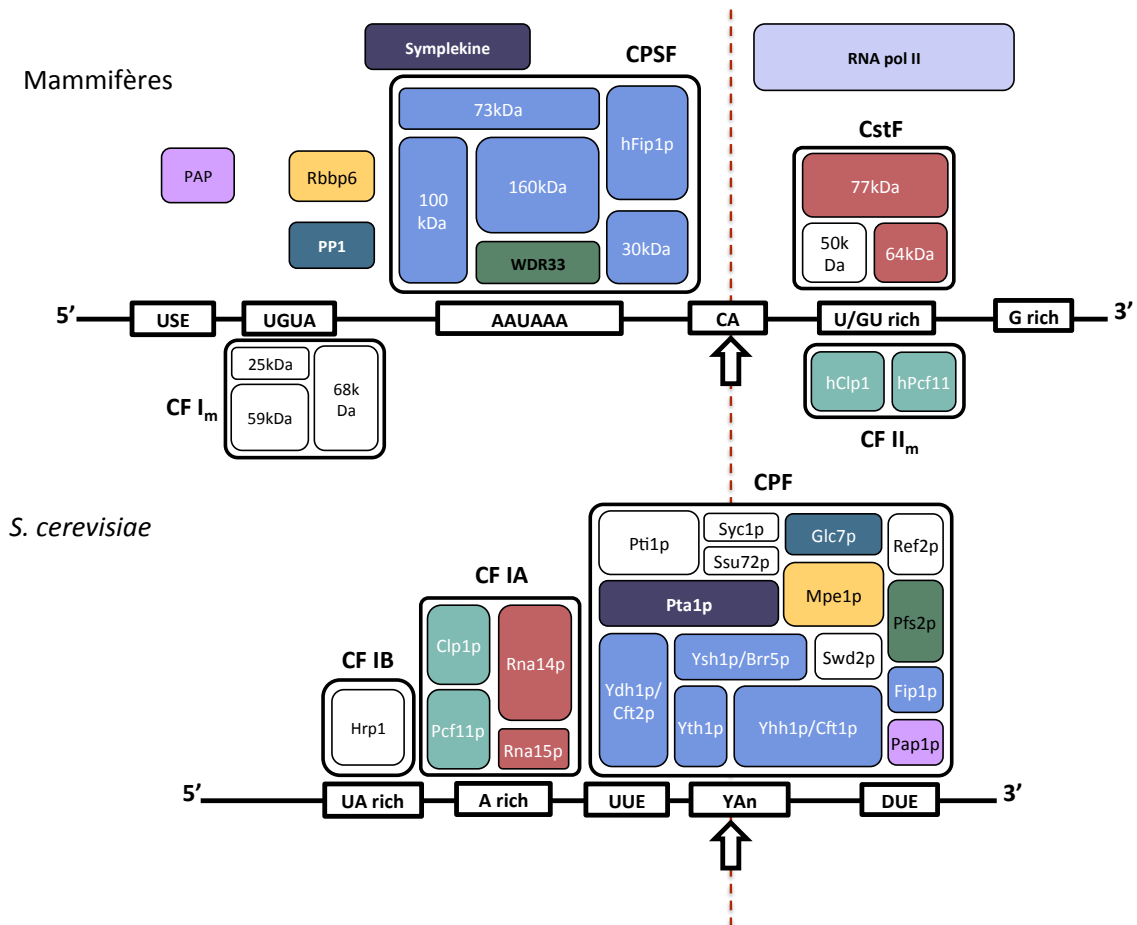 Symplekine
CPSF
RNA pol II
Mammifères
73kDa
hFip1p
CstF
PAP
Rbbp6
100
kDa
160kDa
77kDa
PP1
WDR33
30kDa
50k
Da
64kDa
5’
USE
UGUA
AAUAAA
CA
U/GU rich
G rich
3’
25kDa
68k
Da
59kDa
CF Im
hClp1
hPcf11
CF IIm
CPF
S. cerevisiae
Pti1p
Syc1p
Ssu72p
Glc7p
Ref2p
CF IA
Pta1p
Mpe1p
Pfs2p
Clp1p
Rna14p
CF IB
Ysh1p/Brr5p
Swd2p
Ydh1p/
Cft2p
Fip1p
Hrp1
Pcf11p
Rna15p
Yth1p
Yhh1p/Cft1p
Pap1p
5’
UA rich
A rich
UUE
YAn
DUE
3’